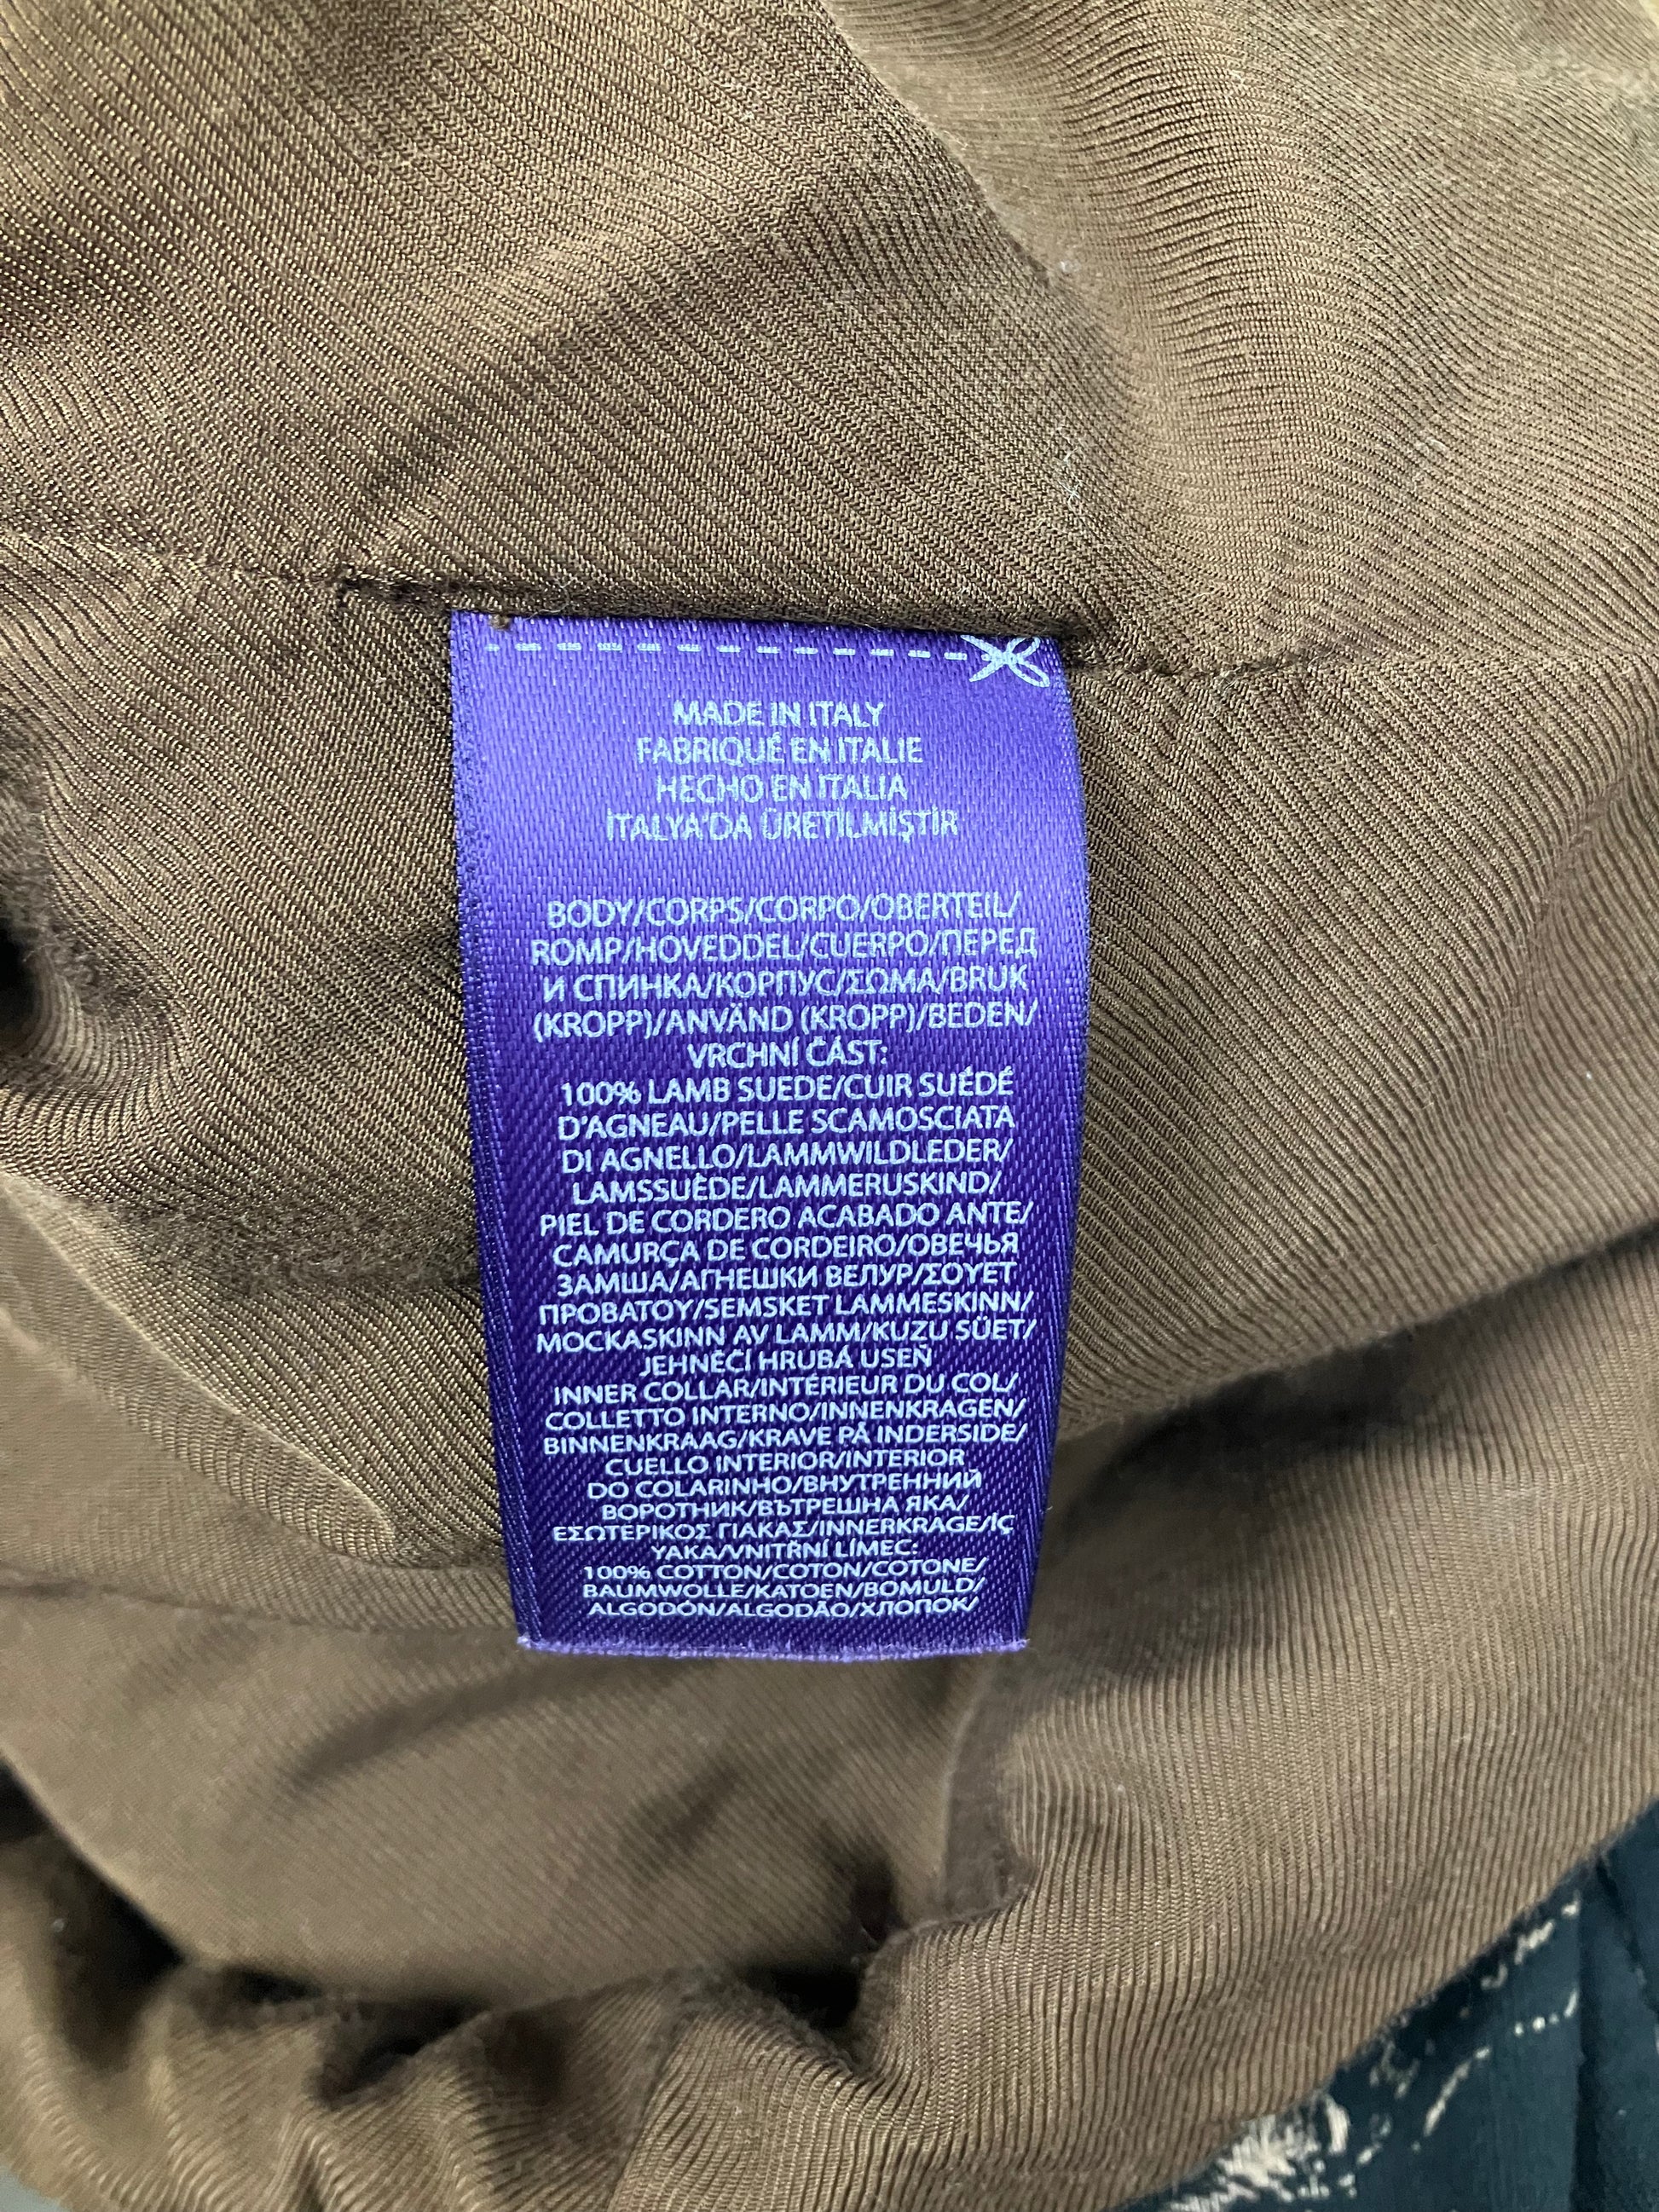 MADE IN ITALY
FABRIQUÉ EN ITALIE
HECHO EN ITALIA
İTALYA'DA ÜRETİLMİŞTİR
BODY/CORPS/CORPO/OBERTEIL/
ROMP/HOVEDDEL/CUERPO/ПЕРЕД
И СПИНКА/КОРПУС/ΣΩΜΑ/BRUK
(KROPP)/ANVÄND (KROPP)/BEDEN/
VRCHNÍ ČÁST:
100% LAMB SUEDE/CUIR SUÉDÉ
D'AGNEAU/PELLE SCAMOSCIATA
DI AGNELLO/LAMMWILDLEDER/
LAMSSUÈDE/LAMMERUSKIND/
PIEL DE CORDERO ACABADO ANTE/
CAMURÇA DE CORDEIRO/ОВЕЧЬЯ
ЗАМША/АГНЕШКИ ВЕЛУР/ΣΟΥΕΤ
ΠΡΟΒΑΤΟΥ/SEMSKET LAMMESKINN/
MOCKASKINN AV LAMM/KUZU SÜET/
JEHNĚČÍ HRUBÁ USEŇ
INNER COLLAR/INTÉRIEUR DU COL/
COLLETTO INTERNO/INNENKRAGEN/
BINNENKRAAG/KRAVE PÅ INDERSIDE/
CUELLO INTERIOR/INTERIOR
DO COLARINHO/ВНУТРЕННИЙ
ВОРОТНИК/ВЪТРЕШНА ЯКА/
ΕΣΩΤΕΡΙΚΟΣ ΓΙΑΚΑΣ/INNERKRAGE/İÇ
YAKA/VNITŘNÍ LÍMEC:
100% COTTON/COTON/COTONE/
BAUMWOLLE/KATOEN/BOMULD/
ALGODÓN/ALGODÃO/ХЛОПОК/